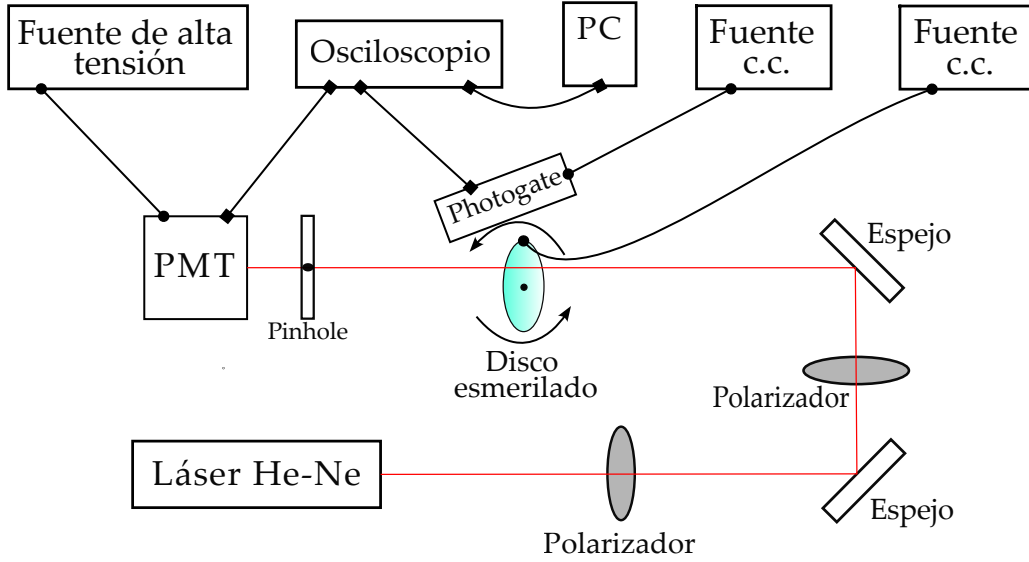 Fuente de alta
tensión
Osciloscopio
PC
Fuente
c.c.
Fuente
c.c.
Photogate
PMT
Pinhole
Espejo
Disco
esmerilado
Polarizador
Láser He-Ne
Polarizador
Espejo